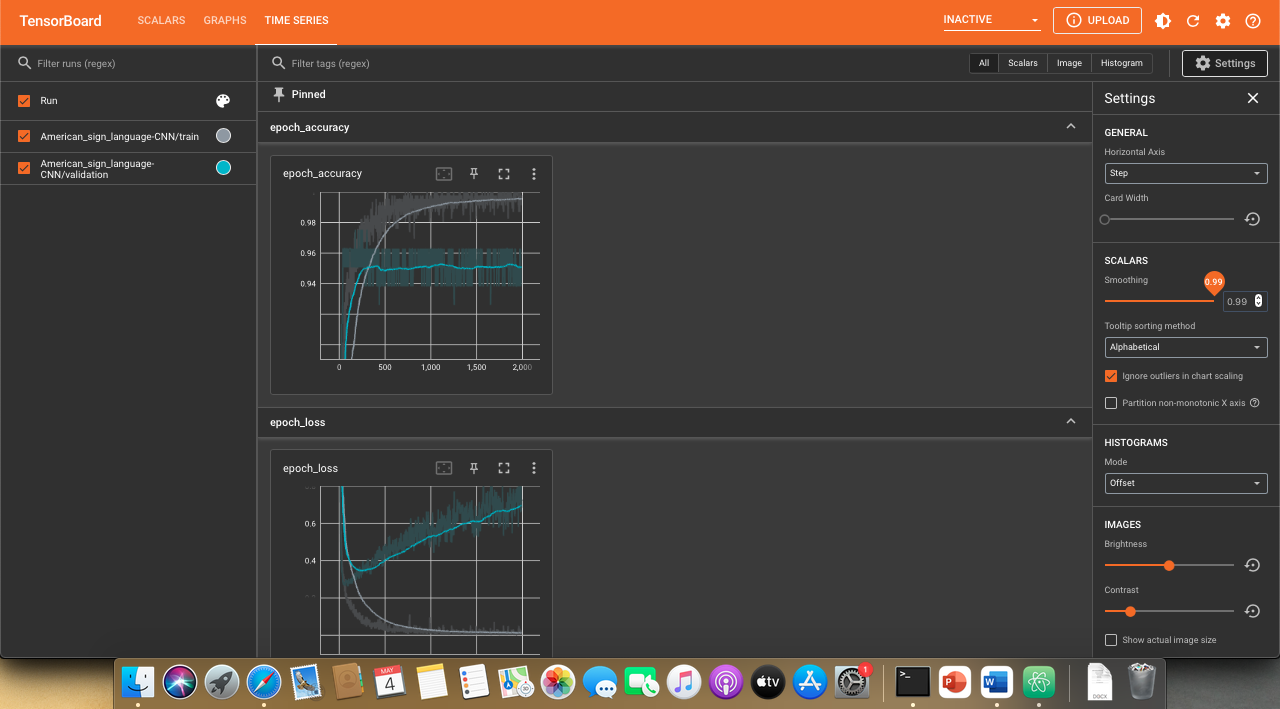 TensorBoard SCALARS GRAPHS TIME SERIES INACTIVE UPLOAD
Filter runs (regex)
Run
American_sign_language-CNN/train
American_sign_language-
CNN/validation
Filter tags (regex) All Scalars Image Histogram Settings
Pinned
epoch_accuracy
epoch_accuracy
0.98
0.96
0.94
0 500 1,000 1,500 2,000
epoch_loss
epoch_loss
0.6
0.4
Settings
GENERAL
Horizontal Axis
Step
Card Width
SCALARS
Smoothing
0.99
0.99
Tooltip sorting method
Alphabetical
Ignore outliers in chart scaling
Partition non-monotonic X axis
HISTOGRAMS
Mode
Offset
IMAGES
Brightness
Contrast
Show actual image size
MAY
4
tv
1
>_
P
W
DOCX